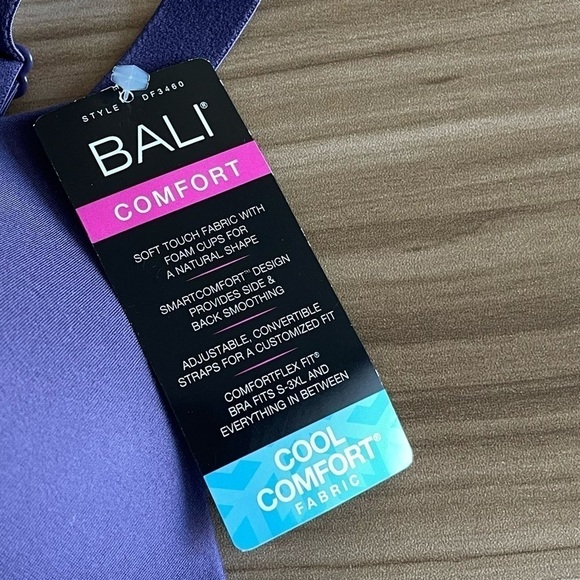 STYLE DF3460
BALI®
COMFORT
SOFT TOUCH FABRIC WITH
FOAM CUPS FOR
A NATURAL SHAPE
SMARTCOMFORT™ DESIGN
PROVIDES SIDE &
BACK SMOOTHING
ADJUSTABLE, CONVERTIBLE
STRAPS FOR A CUSTOMIZED FIT
COMFORTFLEX FIT®
BRA FITS S-3XL AND
EVERYTHING IN BETWEEN
COOL
COMFORT®
FABRIC